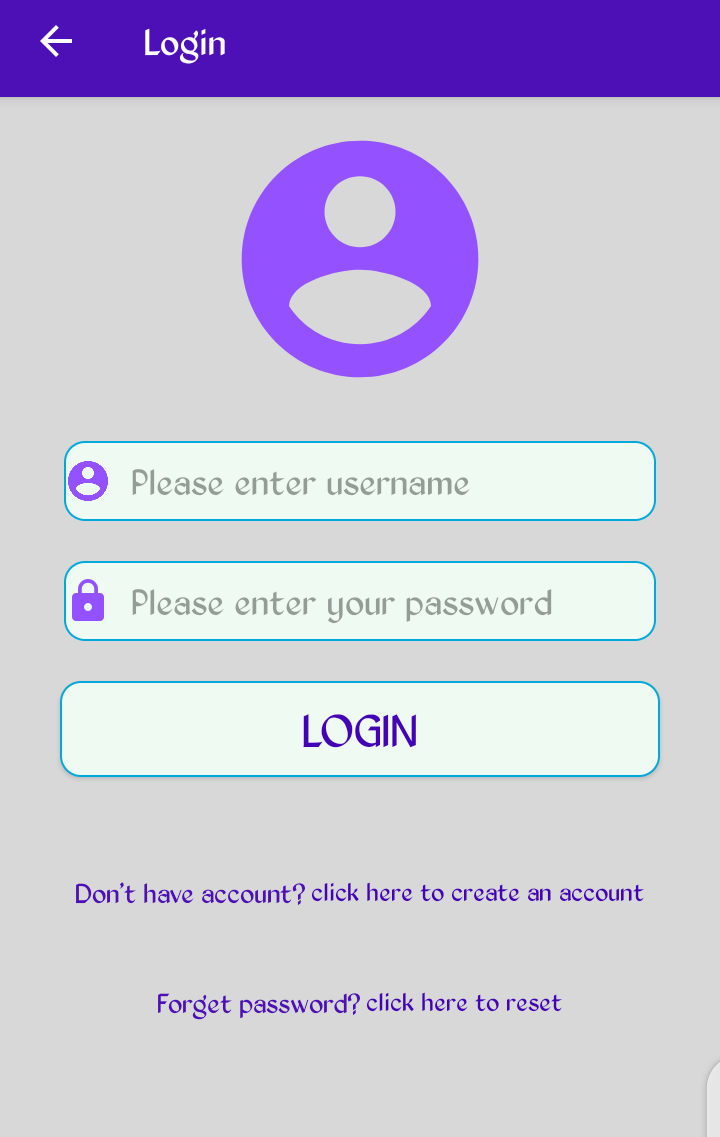 Login
Please enter username
Please enter your password
LOGIN
Don't have account? click here to create an account
Forget password? click here to reset